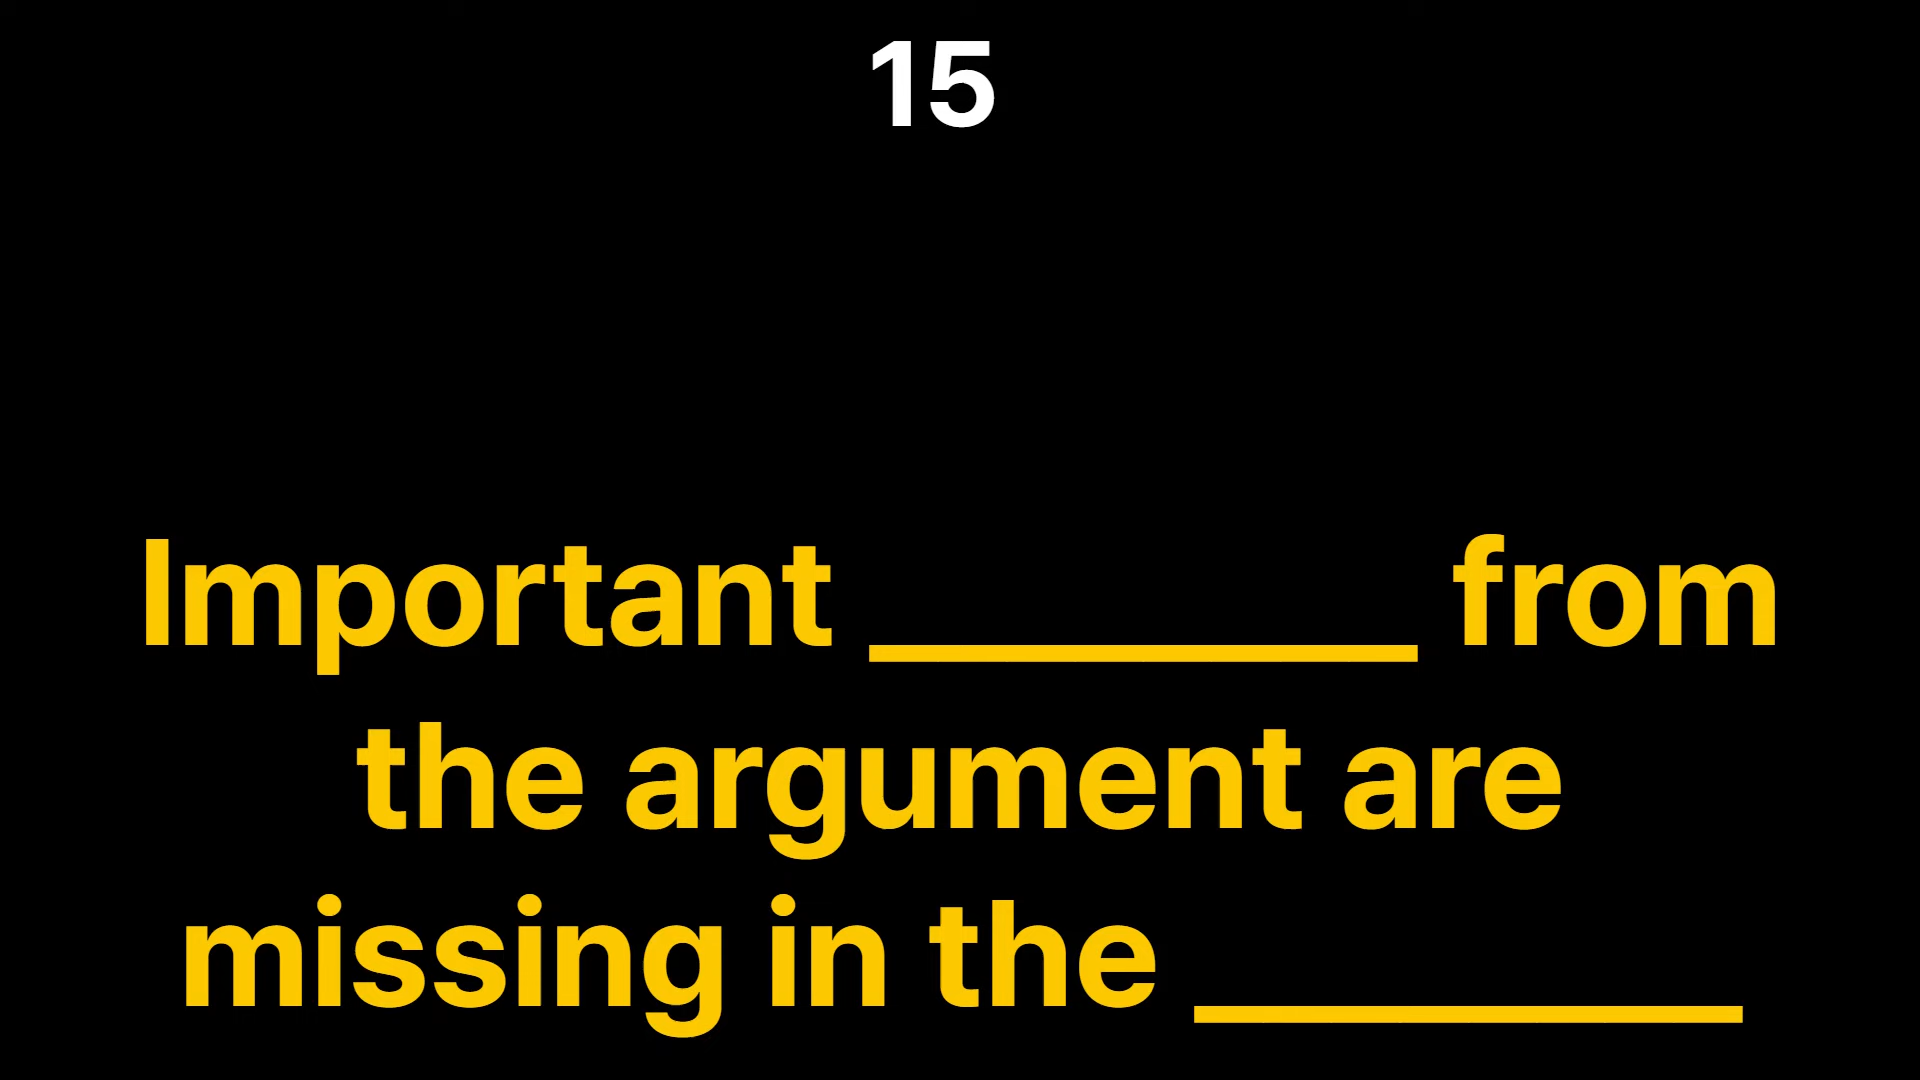 15
Important ________ from
the argument are
missing in the ________